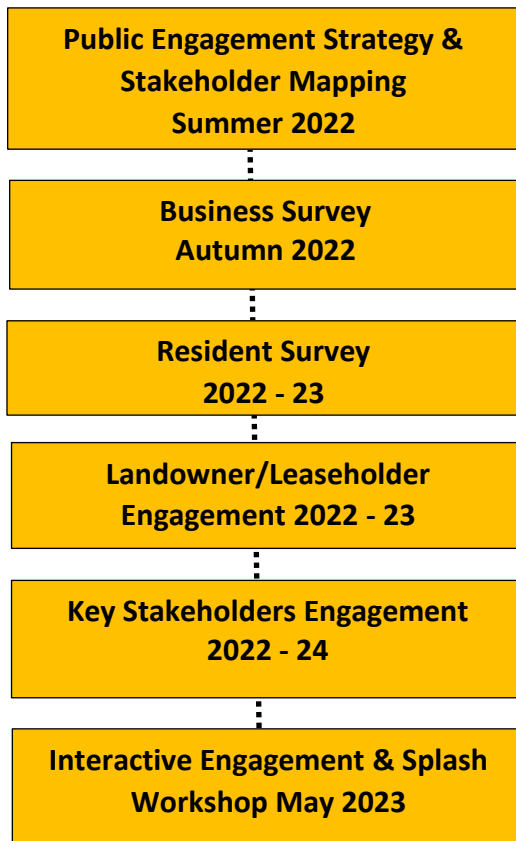 Public Engagement Strategy &
Stakeholder Mapping
Summer 2022
Business Survey
Autumn 2022
Resident Survey
2022 - 23
Landowner/Leaseholder
Engagement 2022 - 23
Key Stakeholders Engagement
2022 - 24
Interactive Engagement & Splash
Workshop May 2023